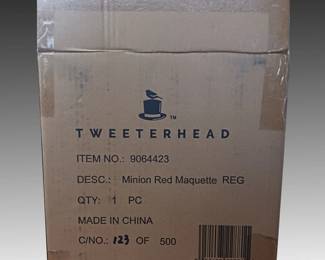 TM
TWEETERHEAD
ITEM NO.: 9064423
DESC.: Minion Red Maquette REG
QTY: 1 PC
MADE IN CHINA
C/NO.: 123 OF 500